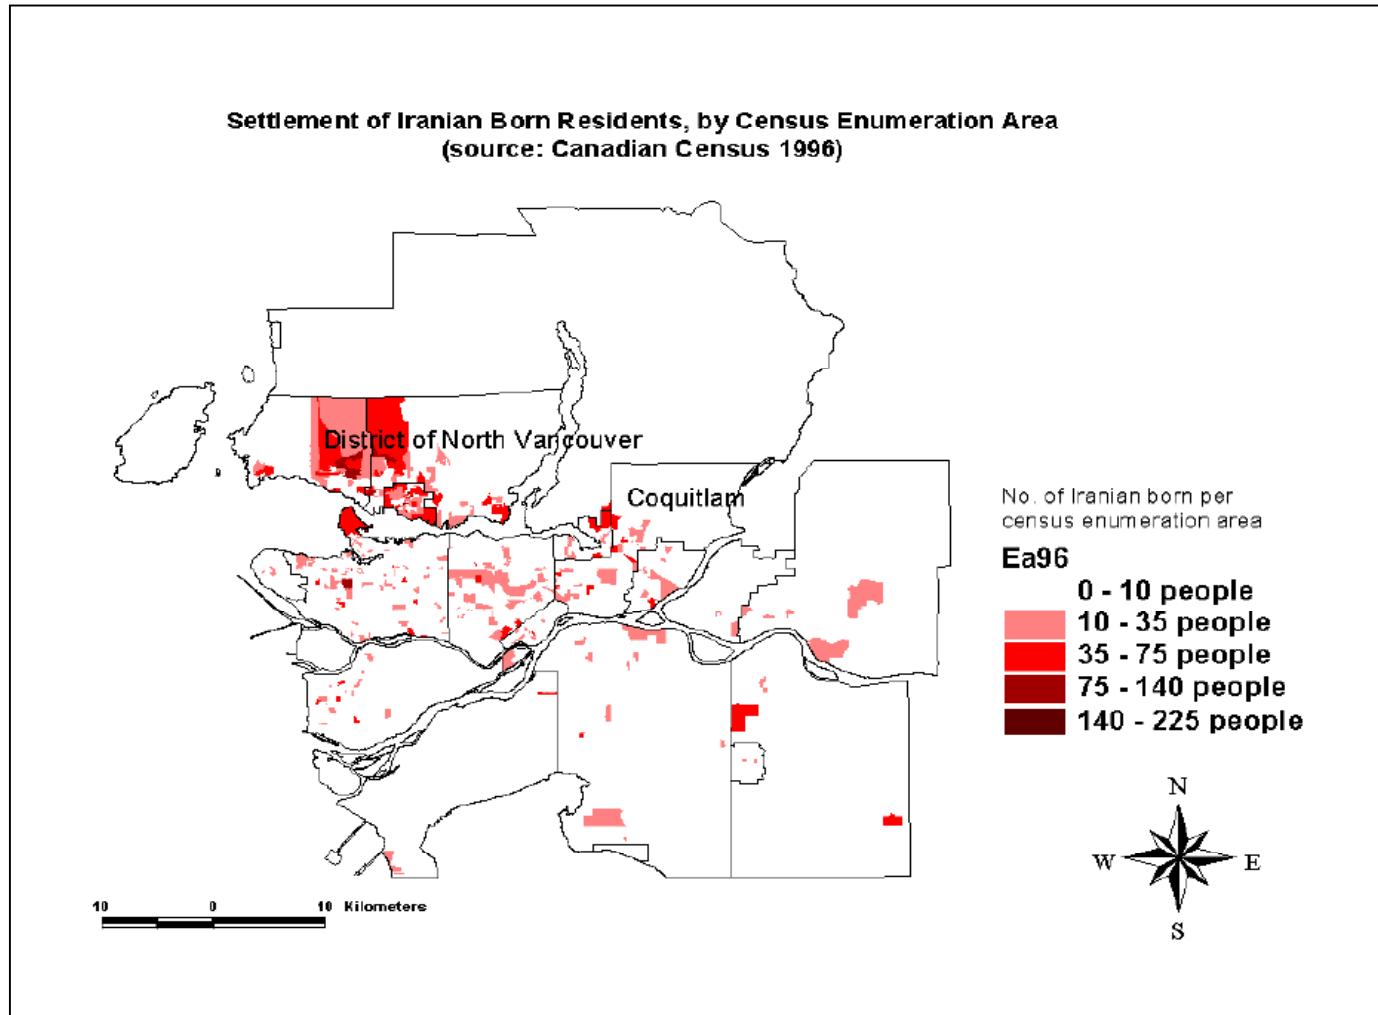 Settlement of Iranian Born Residents, by Census Enumeration Area
(source: Canadian Census 1996)
District of North Vancouver
Coquitlam
No. of Iranian born per
census enumeration area
Ea96
0 - 10 people
10 - 35 people
35 - 75 people
75 - 140 people
140 - 225 people
N
W E
S
10 0 10 Kilometers